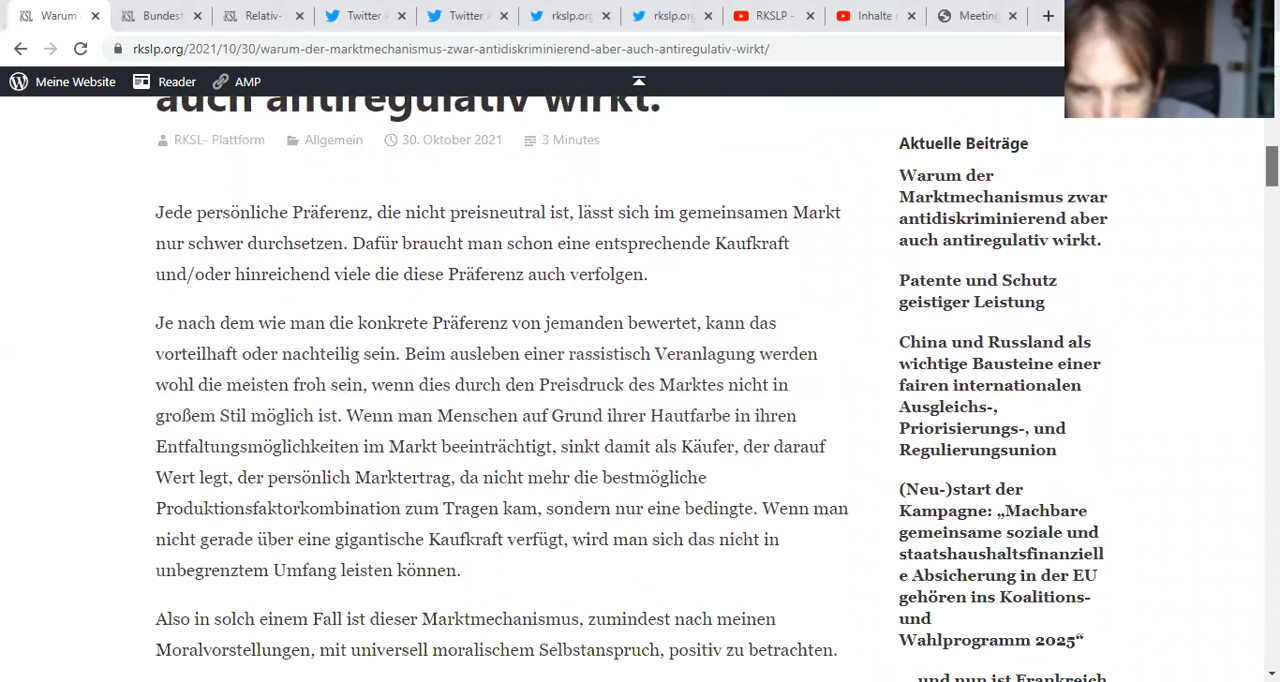 Warun
Bundest
Relativ-
Twitter
Twitter
rkslp.org
rkslp.org
RKSLP -
Inhalte
Meeting
rkslp.org/2021/10/30/warum-der-marktmechanismus-zwar-antidiskriminierend-aber-auch-antiregulativ-wirkt/
Meine Website
Reader
AMP
auch antiregulativ wirkt.
RKSL- Plattform
Allgemein
30. Oktober 2021
3 Minutes
Jede persönliche Präferenz, die nicht preisneutral ist, lässt sich im gemeinsamen Markt
nur schwer durchsetzen. Dafür braucht man schon eine entsprechende Kaufkraft
und/oder hinreichend viele die diese Präferenz auch verfolgen.
Je nach dem wie man die konkrete Präferenz von jemanden bewertet, kann das
vorteilhaft oder nachteilig sein. Beim ausleben einer rassistisch Veranlagung werden
wohl die meisten froh sein, wenn dies durch den Preisdruck des Marktes nicht in
großem Stil möglich ist. Wenn man Menschen auf Grund ihrer Hautfarbe in ihren
Entfaltungsmöglichkeiten im Markt beeinträchtigt, sinkt damit als Käufer, der darauf
Wert legt, der persönlich Marktertrag, da nicht mehr die bestmögliche
Produktionsfaktorkombination zum Tragen kam, sondern nur eine bedingte. Wenn man
nicht gerade über eine gigantische Kaufkraft verfügt, wird man sich das nicht in
unbegrenztem Umfang leisten können.
Also in solch einem Fall ist dieser Marktmechanismus, zumindest nach meinen
Moralvorstellungen, mit universell moralischem Selbstanspruch, positiv zu betrachten.
Aktuelle Beiträge
Warum der
Marktmechanismus zwar
antidiskriminierend aber
auch antiregulativ wirkt.
Patente und Schutz
geistiger Leistung
China und Russland als
wichtige Bausteine einer
fairen internationalen
Ausgleichs-,
Priorisierungs-, und
Regulierungsunion
(Neu-)start der
Kampagne: „Machbare
gemeinsame soziale und
staatshaushaltsfinanziell
e Absicherung in der EU
gehören ins Koalitions-
und
Wahlprogramm 2025“
...und nun ist Frankreich